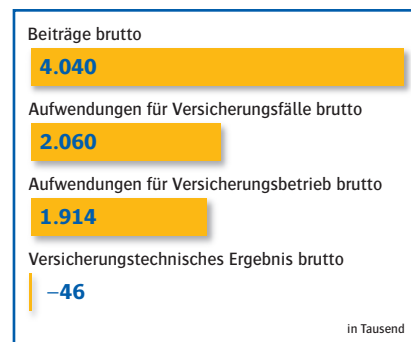 Beiträge brutto
4.040
Aufwendungen für Versicherungsfälle brutto
2.060
Aufwendungen für Versicherungsbetrieb brutto
1.914
Versicherungstechnisches Ergebnis brutto
–46
in Tausend